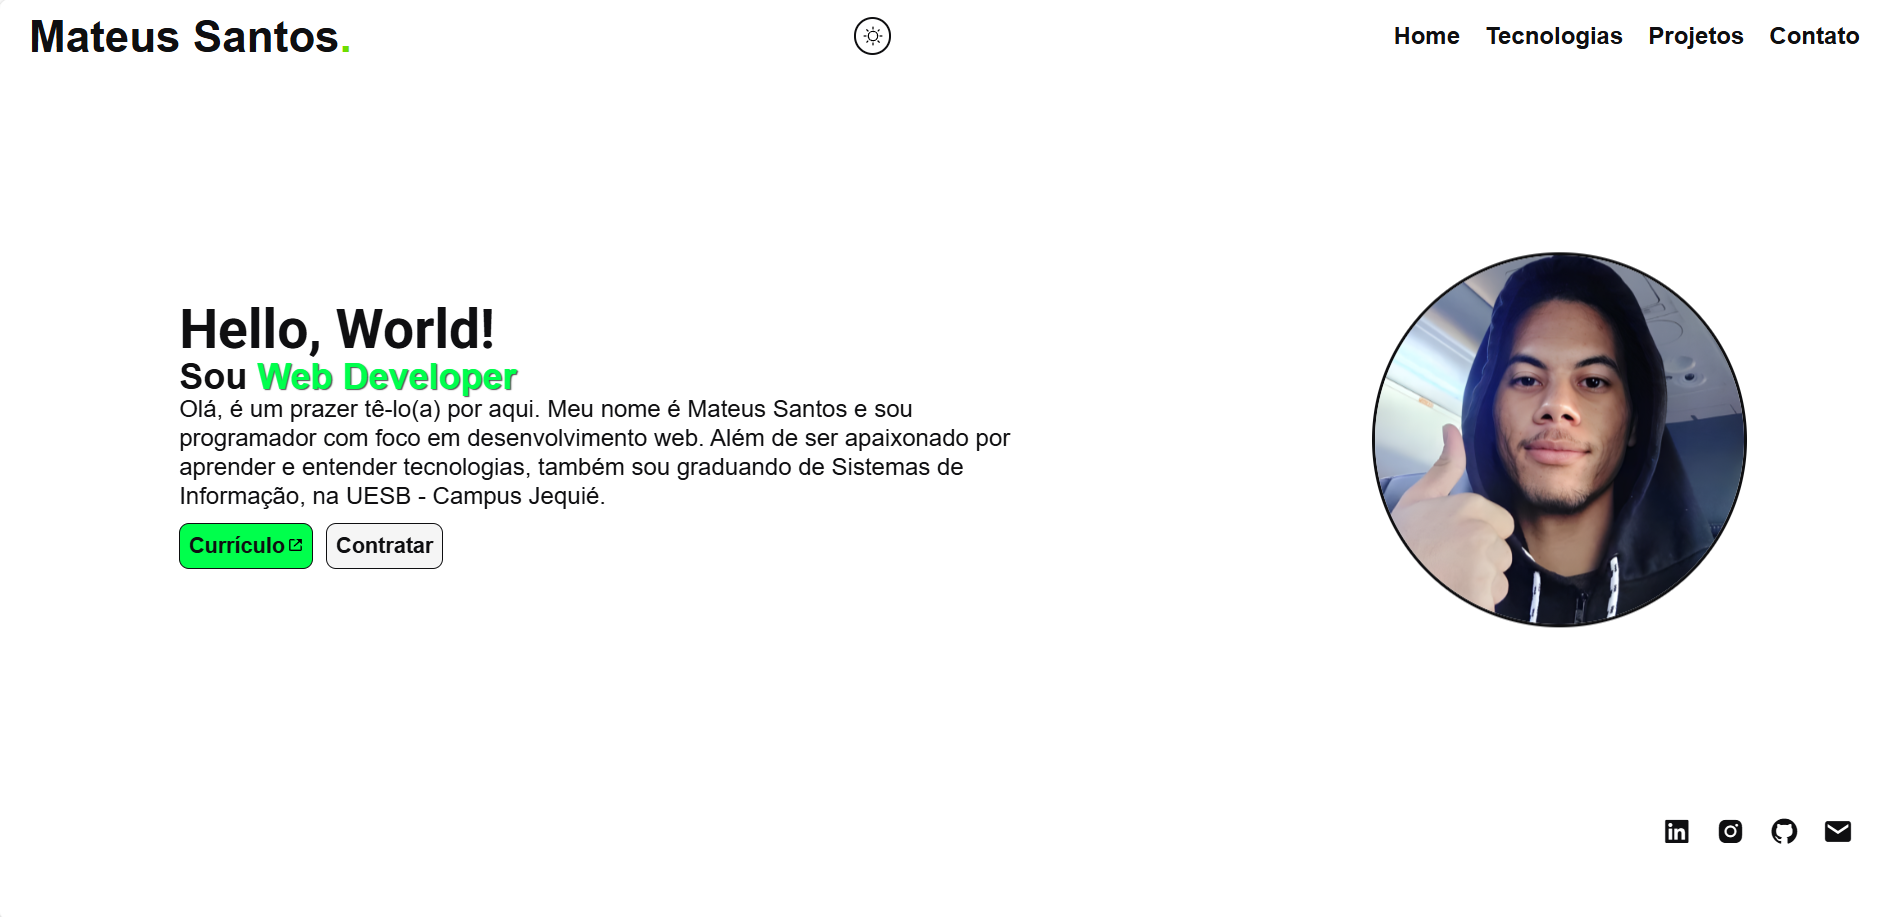 Mateus Santos.
Home Tecnologias Projetos Contato
Hello, World!
Sou Web Developer
Olá, é um prazer tê-lo(a) por aqui. Meu nome é Mateus Santos e sou
programador com foco em desenvolvimento web. Além de ser apaixonado por
aprender e entender tecnologias, também sou graduando de Sistemas de
Informação, na UESB - Campus Jequié.
Currículo Contratar